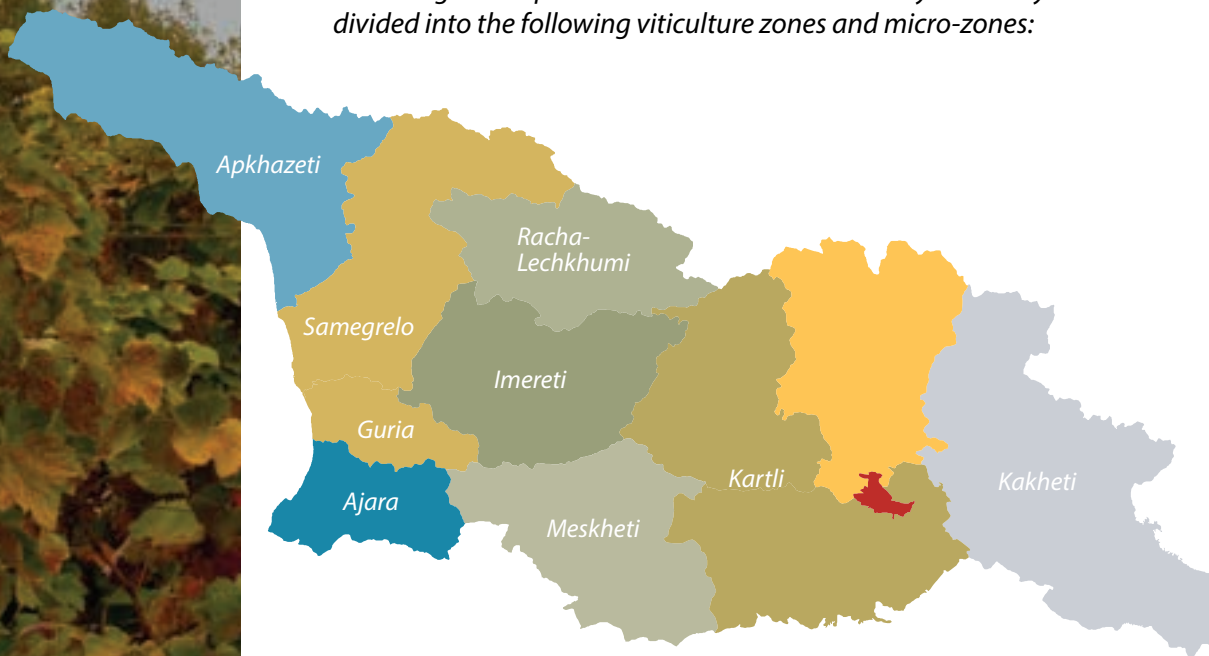 divided into the following viticulture zones and micro-zones:
Apkhazeti
Racha-
Lechkhumi
Samegrelo
Imereti
Guria
Kartli
Kakheti
Ajara
Meskheti